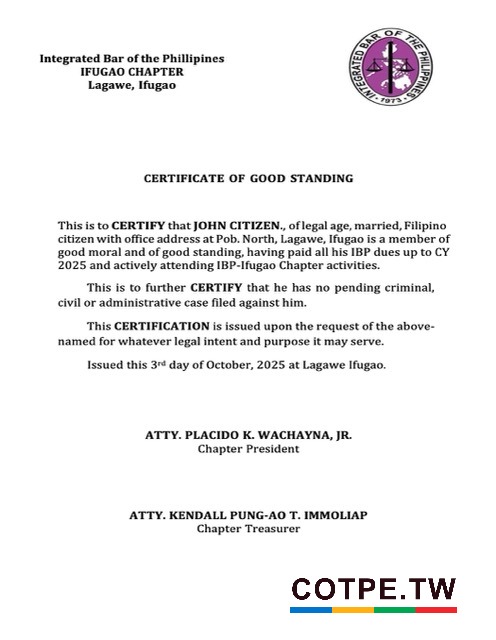 Integrated Bar of the Phillipines
IFUGAO CHAPTER
Lagawe, Ifugao
INTEGRATED BAR OF THE PHILIPPINES
· 1973 ·
CERTIFICATE OF GOOD STANDING
This is to CERTIFY that JOHN CITIZEN., of legal age, married, Filipino
citizen with office address at Pob. North, Lagawe, Ifugao is a member of
good moral and of good standing, having paid all his IBP dues up to CY
2025 and actively attending IBP-Ifugao Chapter activities.
This is to further CERTIFY that he has no pending criminal,
civil or administrative case filed against him.
This CERTIFICATION is issued upon the request of the above-
named for whatever legal intent and purpose it may serve.
Issued this 3rd day of October, 2025 at Lagawe Ifugao.
ATTY. PLACIDO K. WACHAYNA, JR.
Chapter President
ATTY. KENDALL PUNG-AO T. IMMOLIAP
Chapter Treasurer
COTPE.TW